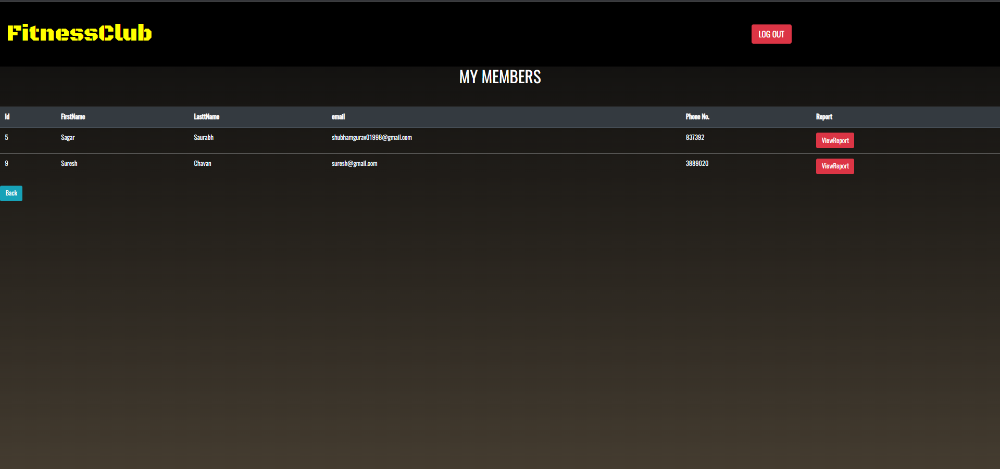 FitnessClub LOG OUT
MY MEMBERS
Id FirstName LasttName email Phone No. Report
5 Sagar Saurabh shubhamgurav01998@gmail.com 837392 ViewReport
9 Suresh Chavan suresh@gmail.com 3889020 ViewReport
Back